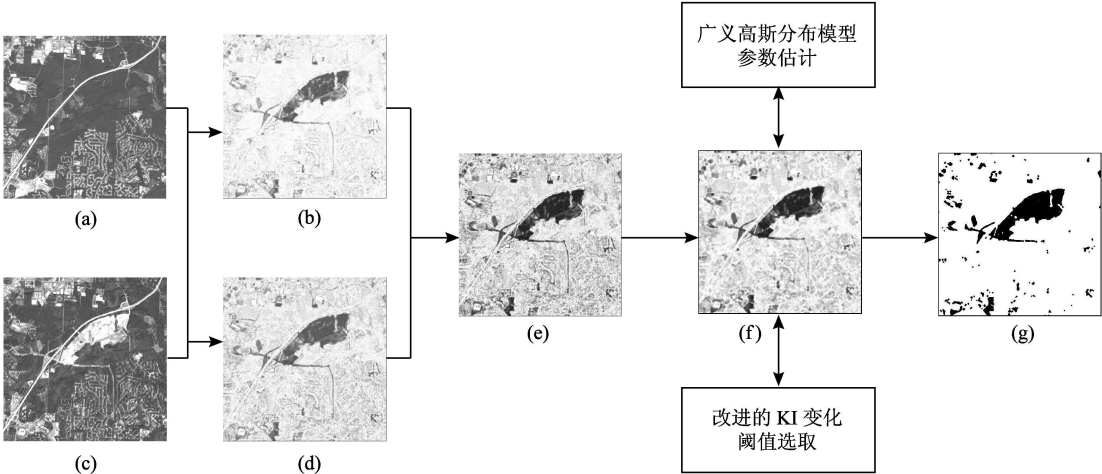 广义高斯分布模型
参数估计
(a)
(b)
(c)
(d)
(e)
(f)
(g)
改进的 KI 变化
阈值选取